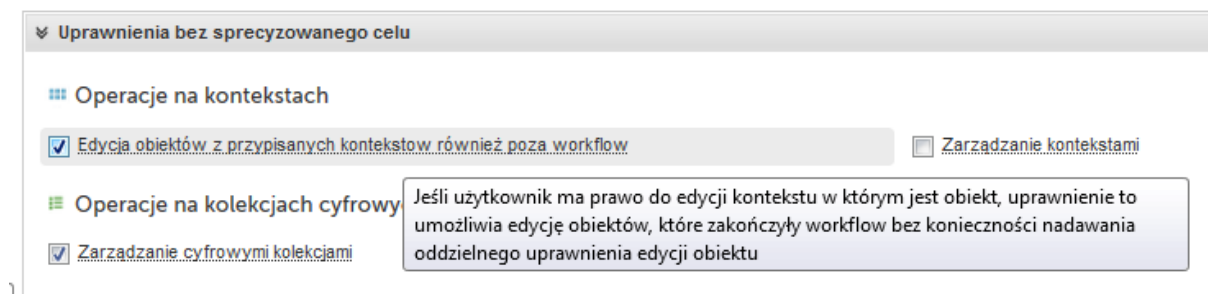 Uprawnienia bez sprecyzowanego celu
Operacje na kontekstach
Edycja obiektów z przypisanych kontekstow również poza workflow
Zarządzanie kontekstami
Operacje na kolekcjach
Jeśli użytkownik ma prawo do edycji kontekstu w którym jest obiekt, uprawnienie to
umożliwia edycję obiektów, które zakończyły workflow bez konieczności nadawania
oddzielnego uprawnienia edycji obiektu
Zarządzanie cyfrowymi kolekcjami